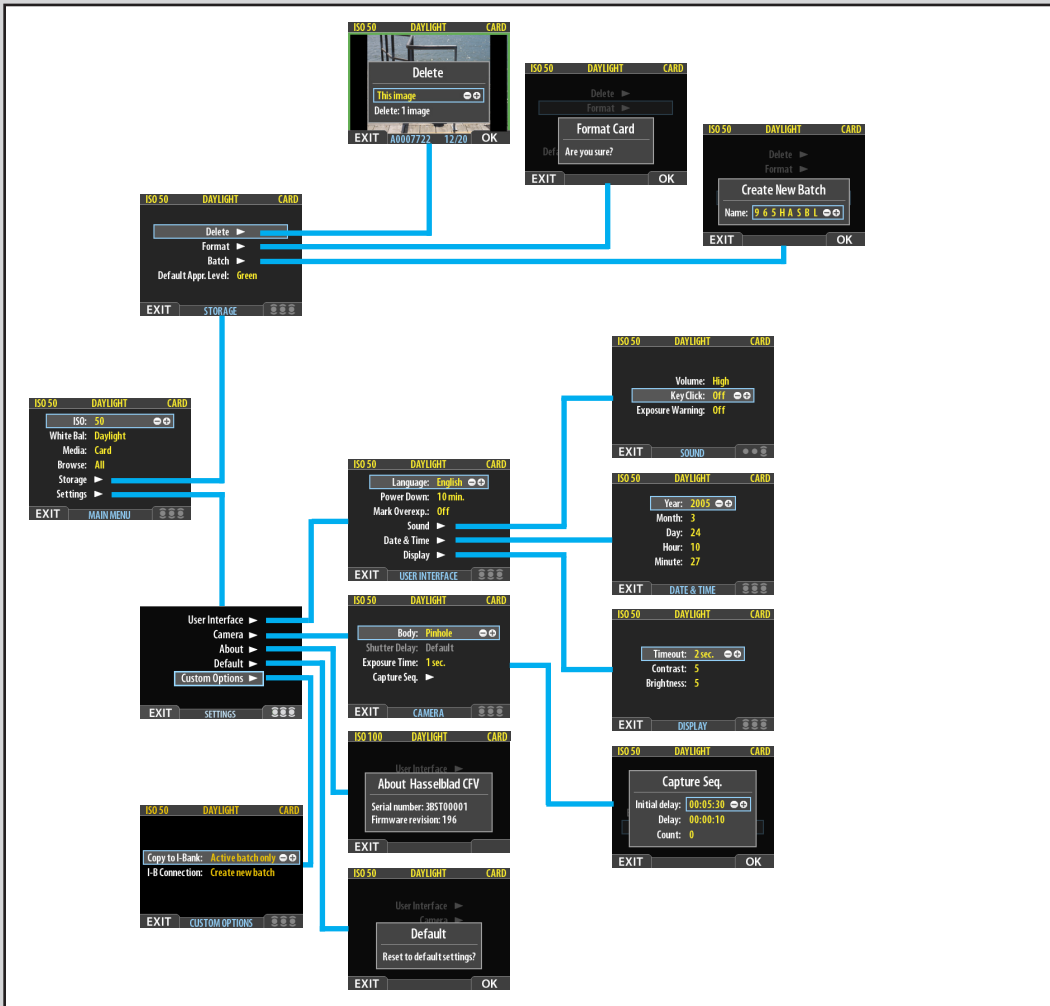 ISO 50 DAYLIGHT CARD
Delete
This image
Delete: 1 image
EXIT A0007722 12/20 OK
ISO 50 DAYLIGHT CARD
Delete
Format
Format Card
Are you sure?
EXIT OK
ISO 50 DAYLIGHT CARD
Delete
Format
Create New Batch
Name: 9 6 5 H A S B L
EXIT OK
ISO 50 DAYLIGHT CARD
Delete
Format
Batch
Default Appr. Level: Green
EXIT STORAGE
ISO 50 DAYLIGHT CARD
ISO: 50
White Bal: Daylight
Media: Card
Browse: All
Storage
Settings
EXIT MAIN MENU
ISO 50 DAYLIGHT CARD
Volume: High
Key Click: Off
Exposure Warning: Off
EXIT SOUND
ISO 50 DAYLIGHT CARD
Language: English
Power Down: 10 min.
Mark Overexp.: Off
Sound
Date & Time
Display
EXIT USER INTERFACE
ISO 50 DAYLIGHT CARD
Year: 2005
Month: 3
Day: 24
Hour: 10
Minute: 27
EXIT DATE & TIME
User Interface
Camera
About
Default
Custom Options
EXIT SETTINGS
ISO 50 DAYLIGHT CARD
Body: Pinhole
Shutter Delay: Default
Exposure Time: 1 sec.
Capture Seq.
EXIT CAMERA
ISO 50 DAYLIGHT CARD
Timeout: 2 sec.
Contrast: 5
Brightness: 5
EXIT DISPLAY
ISO 100 DAYLIGHT CARD
User Interface
About Hasselblad CFV
Serial number: 3BST00001
Firmware revision: 196
EXIT
ISO 50 DAYLIGHT CARD
Capture Seq.
Initial delay: 00:05:30
Delay: 00:00:10
Count: 0
EXIT OK
ISO 50 DAYLIGHT CARD
Copy to I-Bank: Active batch only
I-B Connection: Create new batch
EXIT CUSTOM OPTIONS
ISO 50 DAYLIGHT CARD
User Interface
Camera
Default
Reset to default settings?
EXIT OK